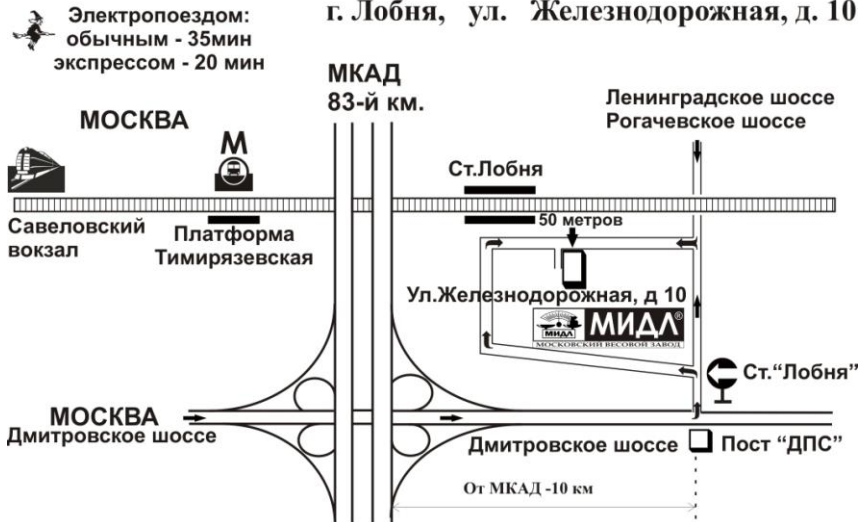 Электропоездом:
обычным - 35мин
экспрессом - 20 мин
г. Лобня, ул. Железнодорожная, д. 10
МКАД
83-й км.
Ленинградское шоссе
Рогачевское шоссе
МОСКВА
М
Ст.Лобня
Савеловский
вокзал
Платформа
Тимирязевская
50 метров
Ул.Железнодорожная, д 10
МИДЛ
МИДЛ®
МОСКОВСКИЙ ВЕСОВОЙ ЗАВОД
Ст.“Лобня”
МОСКВА
Дмитровское шоссе
Дмитровское шоссе
Пост “ДПС”
От МКАД -10 км